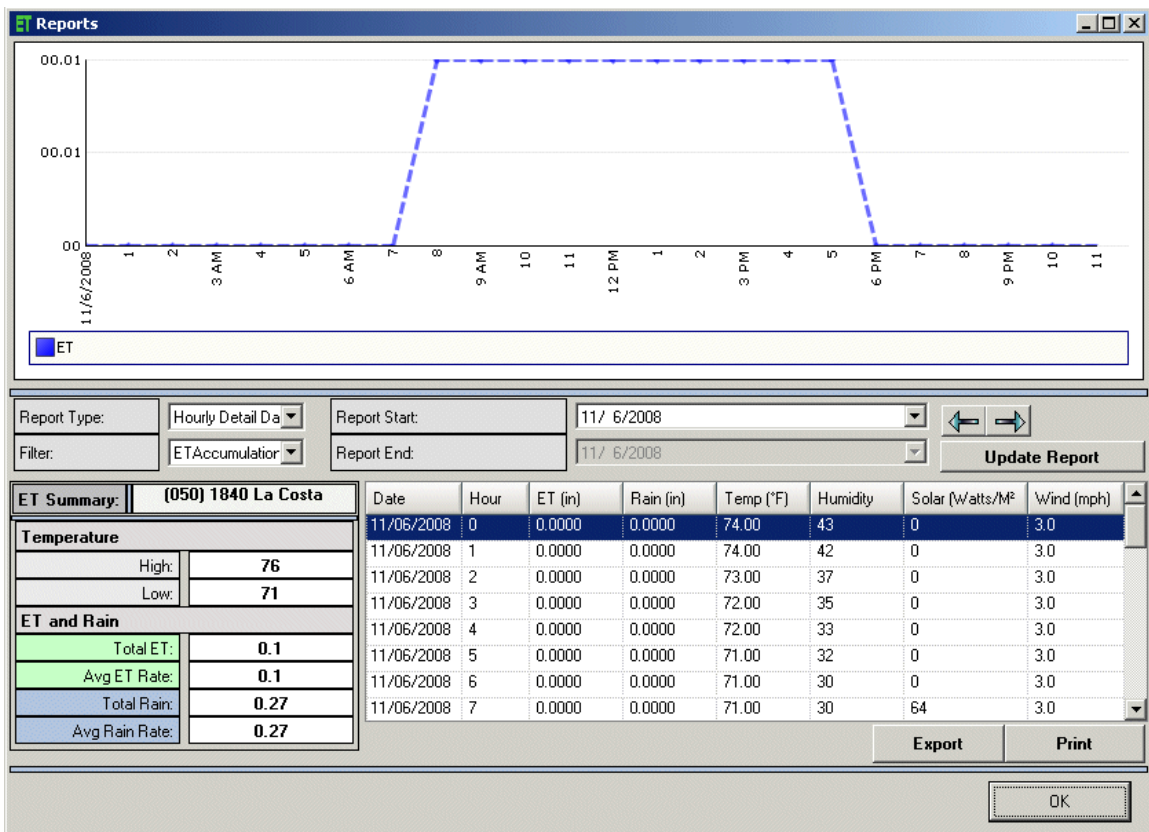 ET Reports
00.01
00.01
00
11/6/2008 1 2 3 AM 4 5 6 AM 7 8 9 AM 10 11 12 PM 1 2 3 PM 4 5 6 PM 7 8 9 PM 10 11
ET
Report Type: Hourly Detail Da Report Start: 11/ 6/2008
Filter: ETAccumulation Report End: 11/ 6/2008
Update Report
ET Summary: (050) 1840 La Costa
Temperature
High: 76
Low: 71
ET and Rain
Total ET: 0.1
Avg ET Rate: 0.1
Total Rain: 0.27
Avg Rain Rate: 0.27
Date Hour ET (in) Rain (in) Temp (°F) Humidity Solar (Watts/M² Wind (mph)
11/06/2008 0 0.0000 0.0000 74.00 43 0 3.0
11/06/2008 1 0.0000 0.0000 74.00 42 0 3.0
11/06/2008 2 0.0000 0.0000 73.00 37 0 3.0
11/06/2008 3 0.0000 0.0000 72.00 35 0 3.0
11/06/2008 4 0.0000 0.0000 72.00 33 0 3.0
11/06/2008 5 0.0000 0.0000 71.00 32 0 3.0
11/06/2008 6 0.0000 0.0000 71.00 30 0 3.0
11/06/2008 7 0.0000 0.0000 71.00 30 64 3.0
Export Print
OK